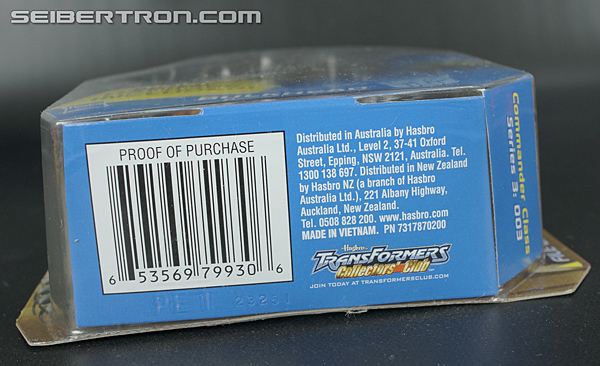 SEIBERTRON.COM
PROOF OF PURCHASE
6 53569 79930 6
Distributed in Australia by Hasbro
Australia Ltd., Level 2, 37-41 Oxford
Street, Epping, NSW 2121, Australia. Tel.
1300 138 697. Distributed in New Zealand
by Hasbro NZ (a branch of Hasbro
Australia Ltd.), 221 Albany Highway,
Auckland, New Zealand.
Tel. 0508 828 200. www.hasbro.com
MADE IN VIETNAM. PN 7317870200
Hasbro
TRANSFORMERS
Collectors' Club
JOIN TODAY AT TRANSFORMERSCLUB.COM
Commander Class
Series 3: 003